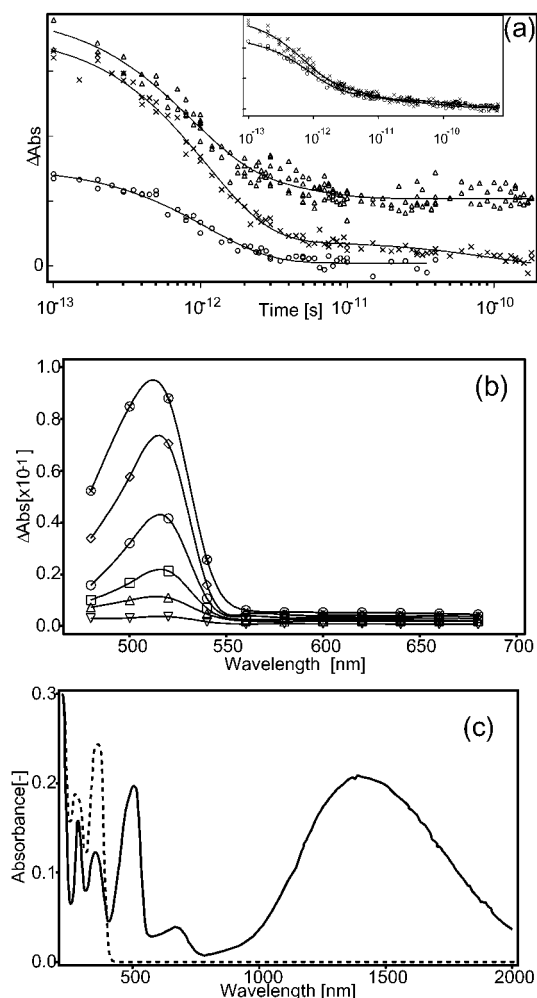 (a)
10-13 10-12 10-11 10-10
ΔAbs
0
10-13 10-12 10-11 10-10
Time [s]
(b)
1.0
0.8
0.6
0.4
0.2
0.0
ΔAbs[x10-1]
500 550 600 650 700
Wavelength [nm]
(c)
0.3
0.2
0.1
0.0
Absorbance[-]
500 1000 1500 2000
Wavelength [nm]